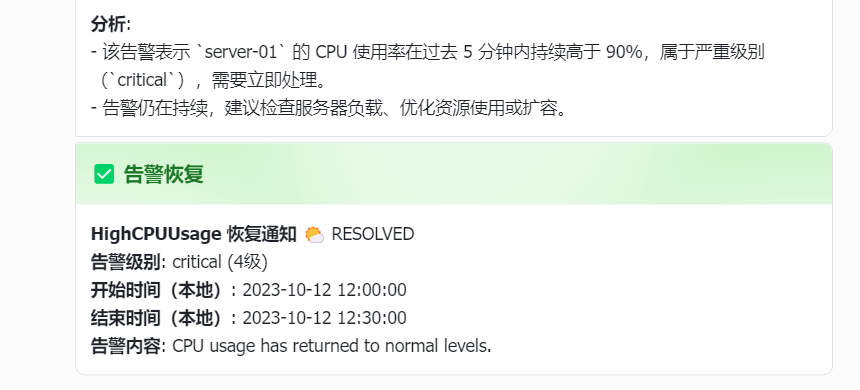 分析:
- 该告警表示 `server-01` 的 CPU 使用率在过去 5 分钟内持续高于 90%，属于严重级别
（`critical`），需要立即处理。
- 告警仍在持续，建议检查服务器负载、优化资源使用或扩容。
✅ 告警恢复
HighCPUUsage 恢复通知 🌤️ RESOLVED
告警级别: critical (4级)
开始时间（本地）: 2023-10-12 12:00:00
结束时间（本地）: 2023-10-12 12:30:00
告警内容: CPU usage has returned to normal levels.